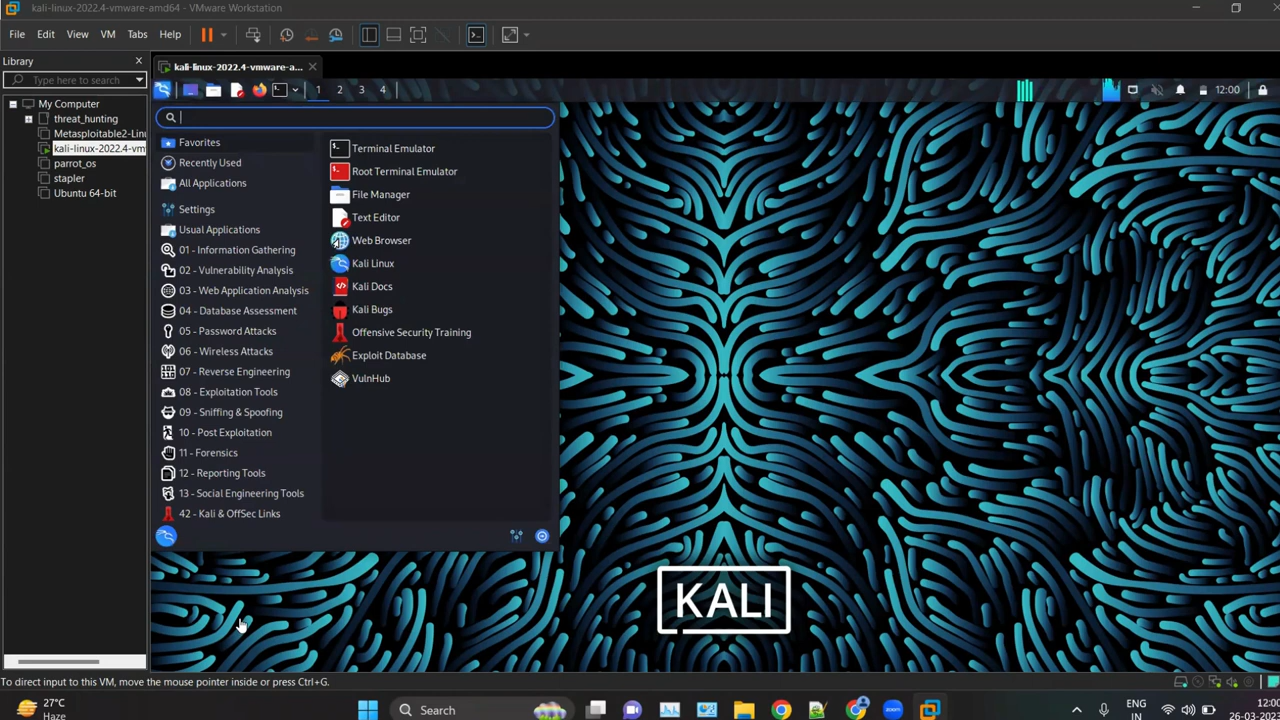 kali-linux-2022.4-vmware-amd64 - VMware Workstation
File Edit View VM Tabs Help
Library
Type here to search
My Computer
threat_hunting
Metasploitable2-Linu
kali-linux-2022.4-vm
parrot_os
stapler
Ubuntu 64-bit
kali-linux-2022.4-vmware-a...
1 2 3 4
12:00
Favorites
Recently Used
All Applications
Settings
Usual Applications
01 - Information Gathering
02 - Vulnerability Analysis
03 - Web Application Analysis
04 - Database Assessment
05 - Password Attacks
06 - Wireless Attacks
07 - Reverse Engineering
08 - Exploitation Tools
09 - Sniffing & Spoofing
10 - Post Exploitation
11 - Forensics
12 - Reporting Tools
13 - Social Engineering Tools
42 - Kali & OffSec Links
Terminal Emulator
Root Terminal Emulator
File Manager
Text Editor
Web Browser
Kali Linux
Kali Docs
Kali Bugs
Offensive Security Training
Exploit Database
VulnHub
KALI
To direct input to this VM, move the mouse pointer inside or press Ctrl+G.
27°C
Haze
Search
zoom
ENG
IN
12:0
26-03-202